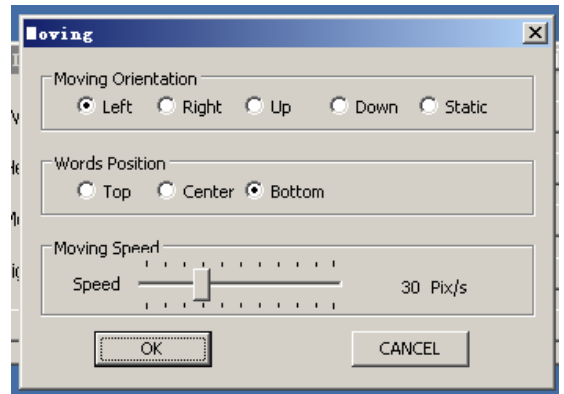 Moving
Moving Orientation
Left Right Up Down Static
Words Position
Top Center Bottom
Moving Speed
Speed 30 Pix/s
OK CANCEL